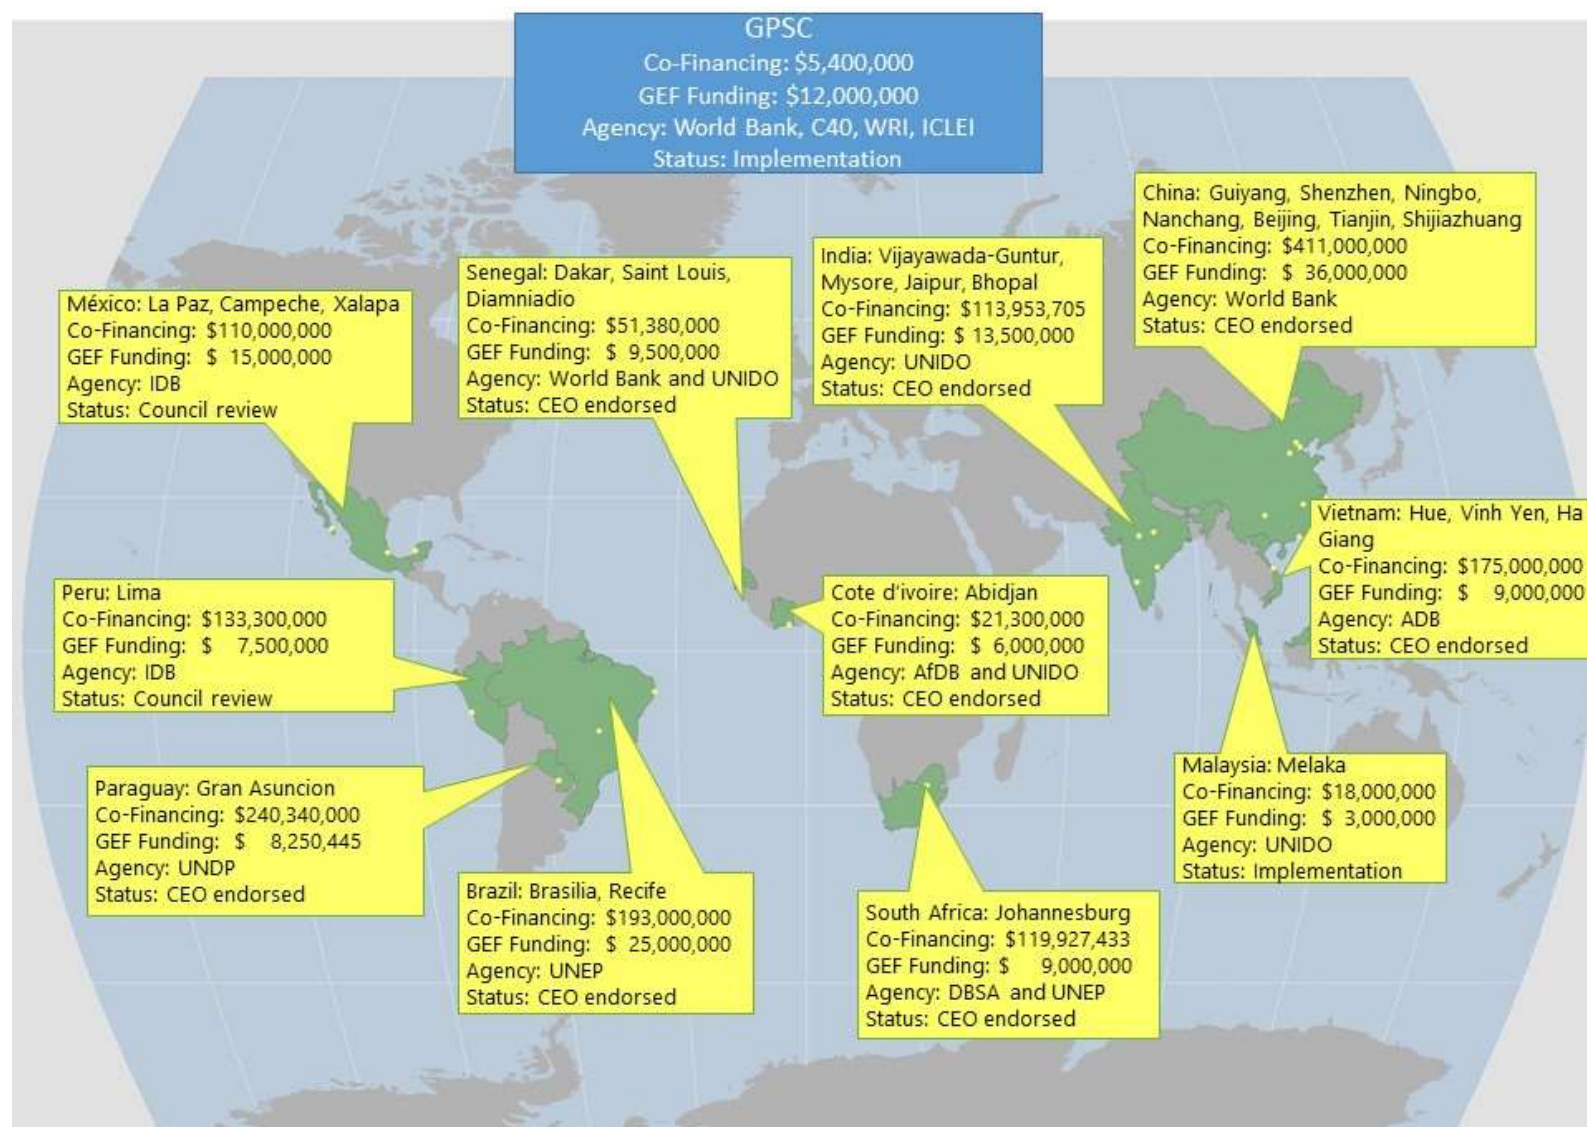 GPSC
Co-Financing: $5,400,000
GEF Funding: $12,000,000
Agency: World Bank, C40, WRI, ICLEI
Status: Implementation
China: Guiyang, Shenzhen, Ningbo,
Nanchang, Beijing, Tianjin, Shijiazhuang
Co-Financing: $411,000,000
GEF Funding: $ 36,000,000
Agency: World Bank
Status: CEO endorsed
India: Vijayawada-Guntur,
Mysore, Jaipur, Bhopal
Co-Financing: $113,953,705
GEF Funding: $ 13,500,000
Agency: UNIDO
Status: CEO endorsed
Senegal: Dakar, Saint Louis,
Diamniadio
Co-Financing: $51,380,000
GEF Funding: $ 9,500,000
Agency: World Bank and UNIDO
Status: CEO endorsed
México: La Paz, Campeche, Xalapa
Co-Financing: $110,000,000
GEF Funding: $ 15,000,000
Agency: IDB
Status: Council review
Vietnam: Hue, Vinh Yen, Ha
Giang
Co-Financing: $175,000,000
GEF Funding: $ 9,000,000
Agency: ADB
Status: CEO endorsed
Peru: Lima
Co-Financing: $133,300,000
GEF Funding: $ 7,500,000
Agency: IDB
Status: Council review
Cote d'ivoire: Abidjan
Co-Financing: $21,300,000
GEF Funding: $ 6,000,000
Agency: AfDB and UNIDO
Status: CEO endorsed
Malaysia: Melaka
Co-Financing: $18,000,000
GEF Funding: $ 3,000,000
Agency: UNIDO
Status: Implementation
Paraguay: Gran Asuncion
Co-Financing: $240,340,000
GEF Funding: $ 8,250,445
Agency: UNDP
Status: CEO endorsed
Brazil: Brasilia, Recife
Co-Financing: $193,000,000
GEF Funding: $ 25,000,000
Agency: UNEP
Status: CEO endorsed
South Africa: Johannesburg
Co-Financing: $119,927,433
GEF Funding: $ 9,000,000
Agency: DBSA and UNEP
Status: CEO endorsed